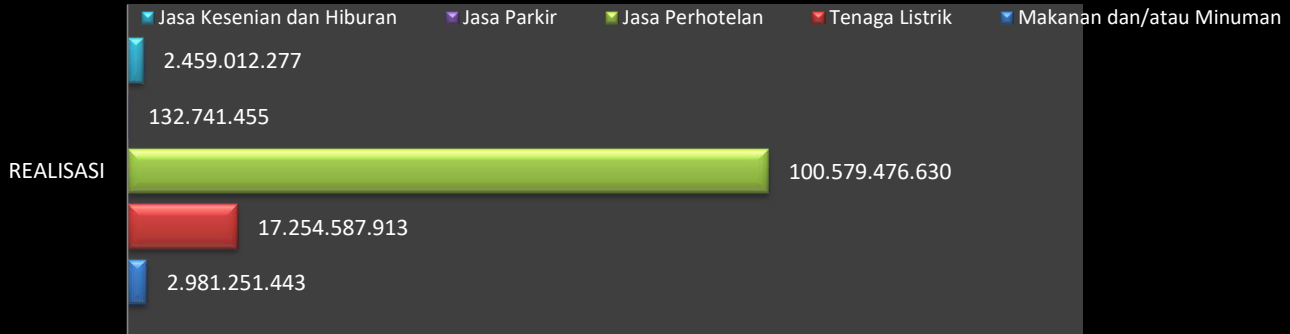 Jasa Kesenian dan Hiburan Jasa Parkir Jasa Perhotelan Tenaga Listrik Makanan dan/atau Minuman
2.459.012.277
132.741.455
REALISASI 100.579.476.630
17.254.587.913
2.981.251.443